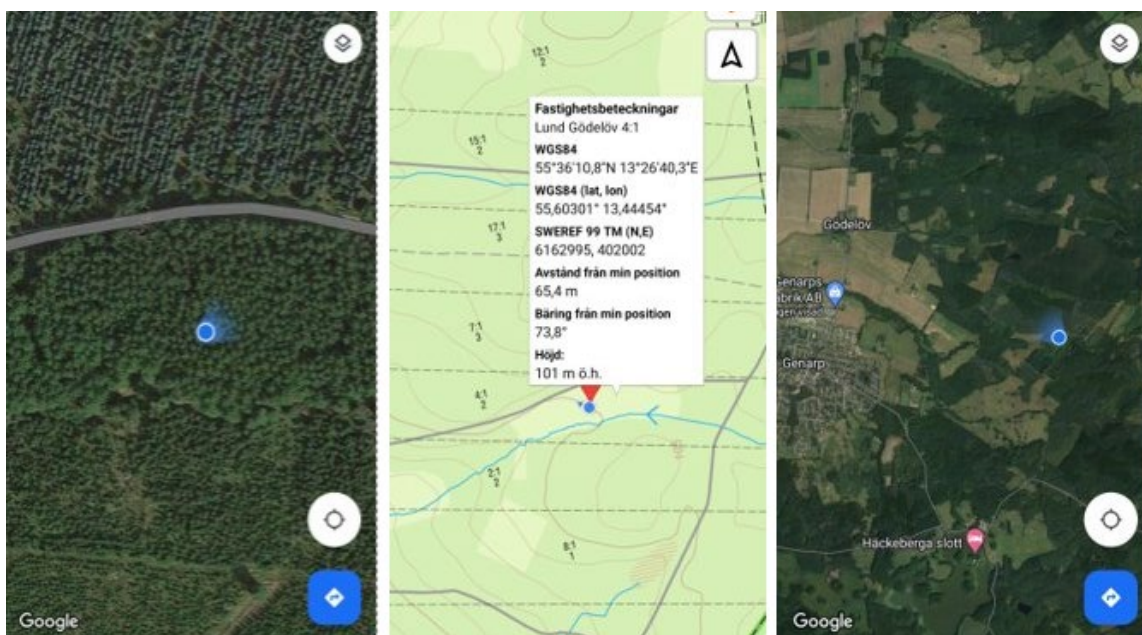 Google
12:1
2
15:1
2
17:1
3
7:1
3
4:1
2
2:1
2
8:1
1
Fastighetsbeteckningar
Lund Gödelöv 4:1
WGS84
55°36'10,8"N 13°26'40,3"E
WGS84 (lat, lon)
55,60301° 13,44454°
SWEREF 99 TM (N,E)
6162995, 402002
Avstånd från min position
65,4 m
Bäring från min position
73,8°
Höjd:
101 m ö.h.
Gödelöv
Genarps
abrik AB
gen visad
Genarp
Häckeberga slott
Google